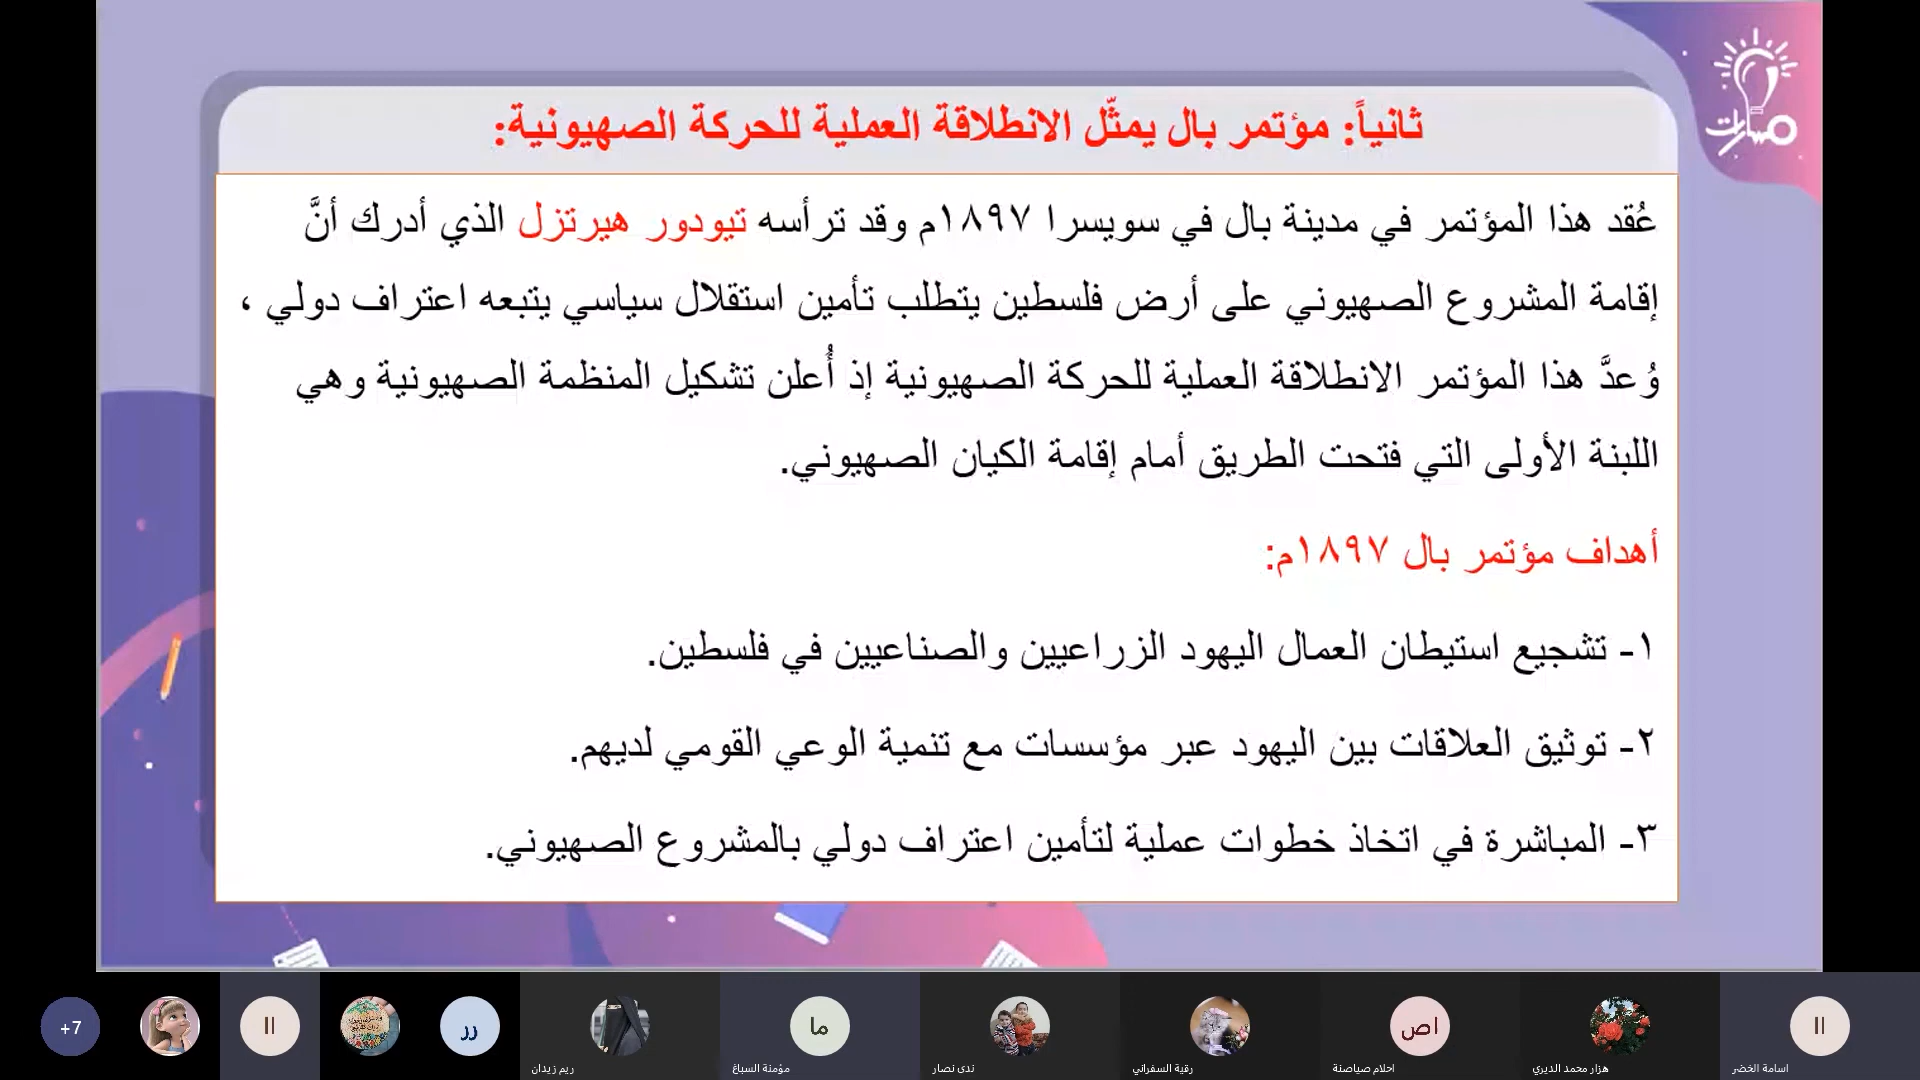 مسارات
ثانياً: مؤتمر بال يمثّل الانطلاقة العملية للحركة الصهيونية:
عُقد هذا المؤتمر في مدينة بال في سويسرا ١٨٩٧م وقد ترأسه تيودور هيرتزل الذي أدرك أنَّ
إقامة المشروع الصهيوني على أرض فلسطين يتطلب تأمين استقلال سياسي يتبعه اعتراف دولي ،
وُعدَّ هذا المؤتمر الانطلاقة العملية للحركة الصهيونية إذ أُعلن تشكيل المنظمة الصهيونية وهي
اللبنة الأولى التي فتحت الطريق أمام إقامة الكيان الصهيوني.
أهداف مؤتمر بال ١٨٩٧م:
١- تشجيع استيطان العمال اليهود الزراعيين والصناعيين في فلسطين.
٢- توثيق العلاقات بين اليهود عبر مؤسسات مع تنمية الوعي القومي لديهم.
٣- المباشرة في اتخاذ خطوات عملية لتأمين اعتراف دولي بالمشروع الصهيوني.
+7
اا
رر
ما
اص
اا
ريم زيدان
مؤمنة السباغ
ندى نصار
رقية السفراني
احلام صياصنة
هزار محمد الديري
اسامة الخضر